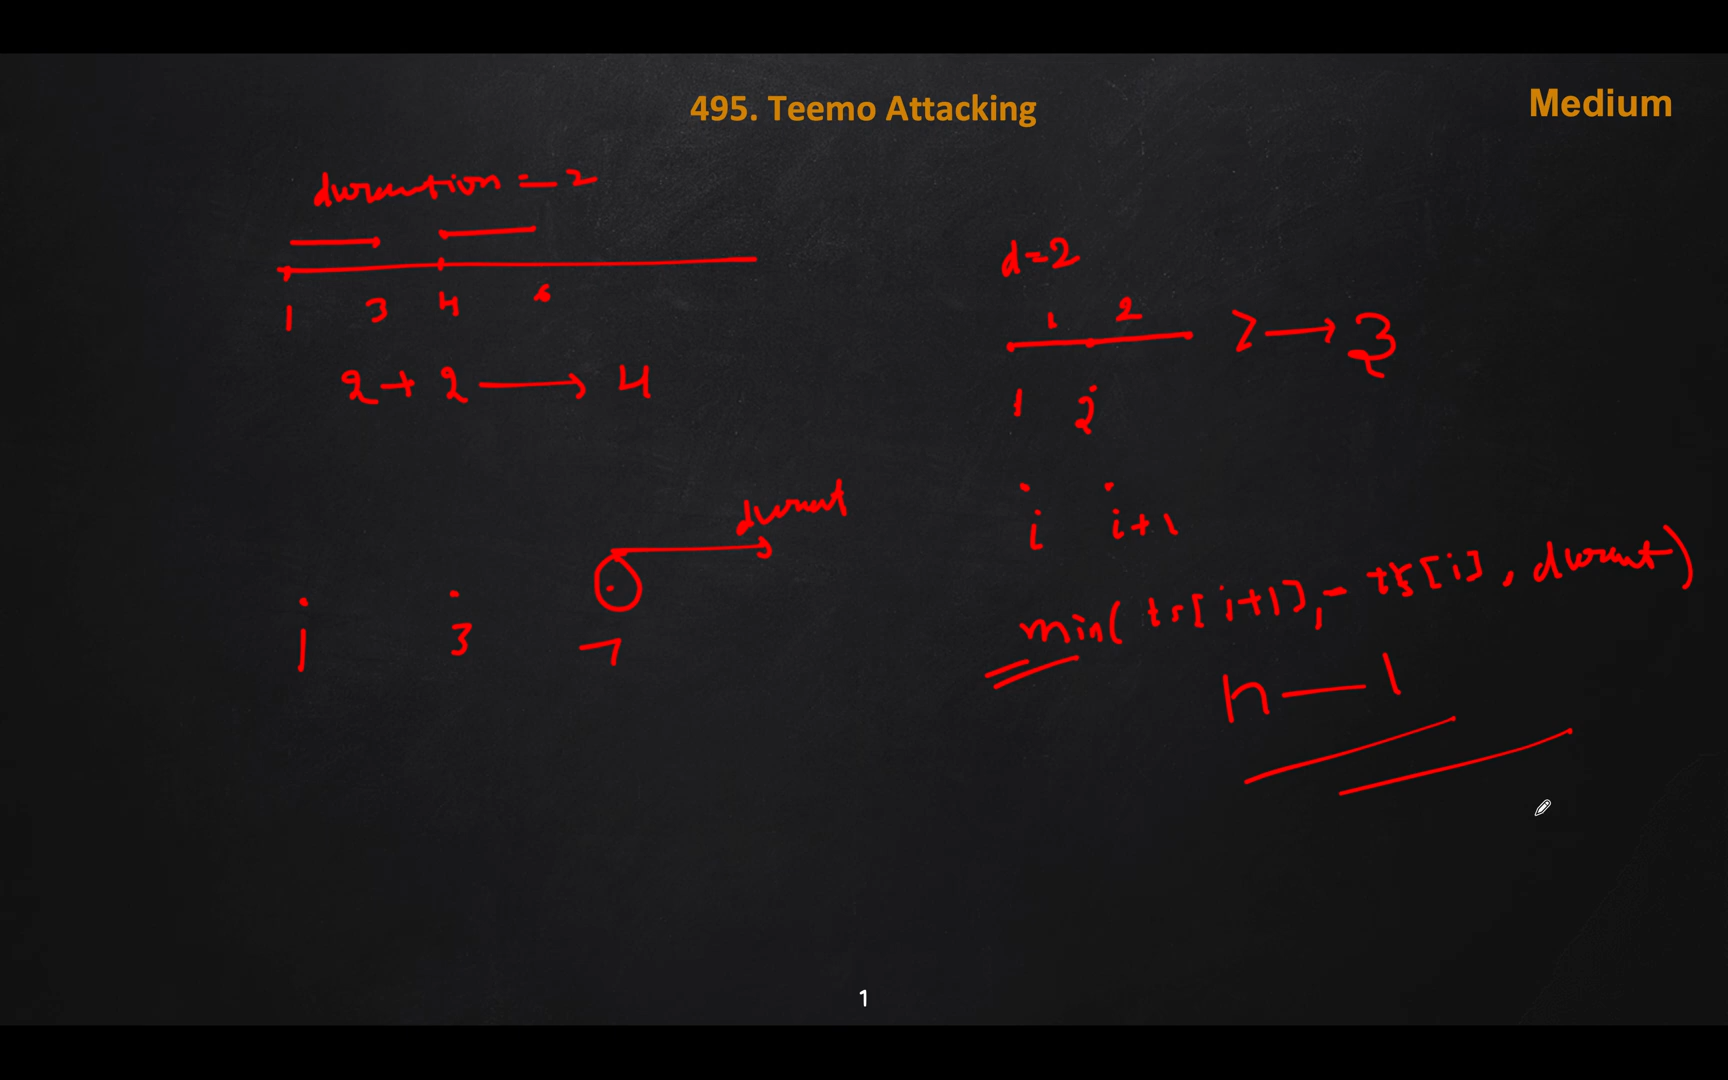 495. Teemo Attacking
Medium
duration = 2
1 3 4 6
2 + 2 → 4
d = 2
1 2
→ 3
1 2
i i+1
min( ts[i+1] - ts[i], durat)
n - 1
durat
1 3 7
1